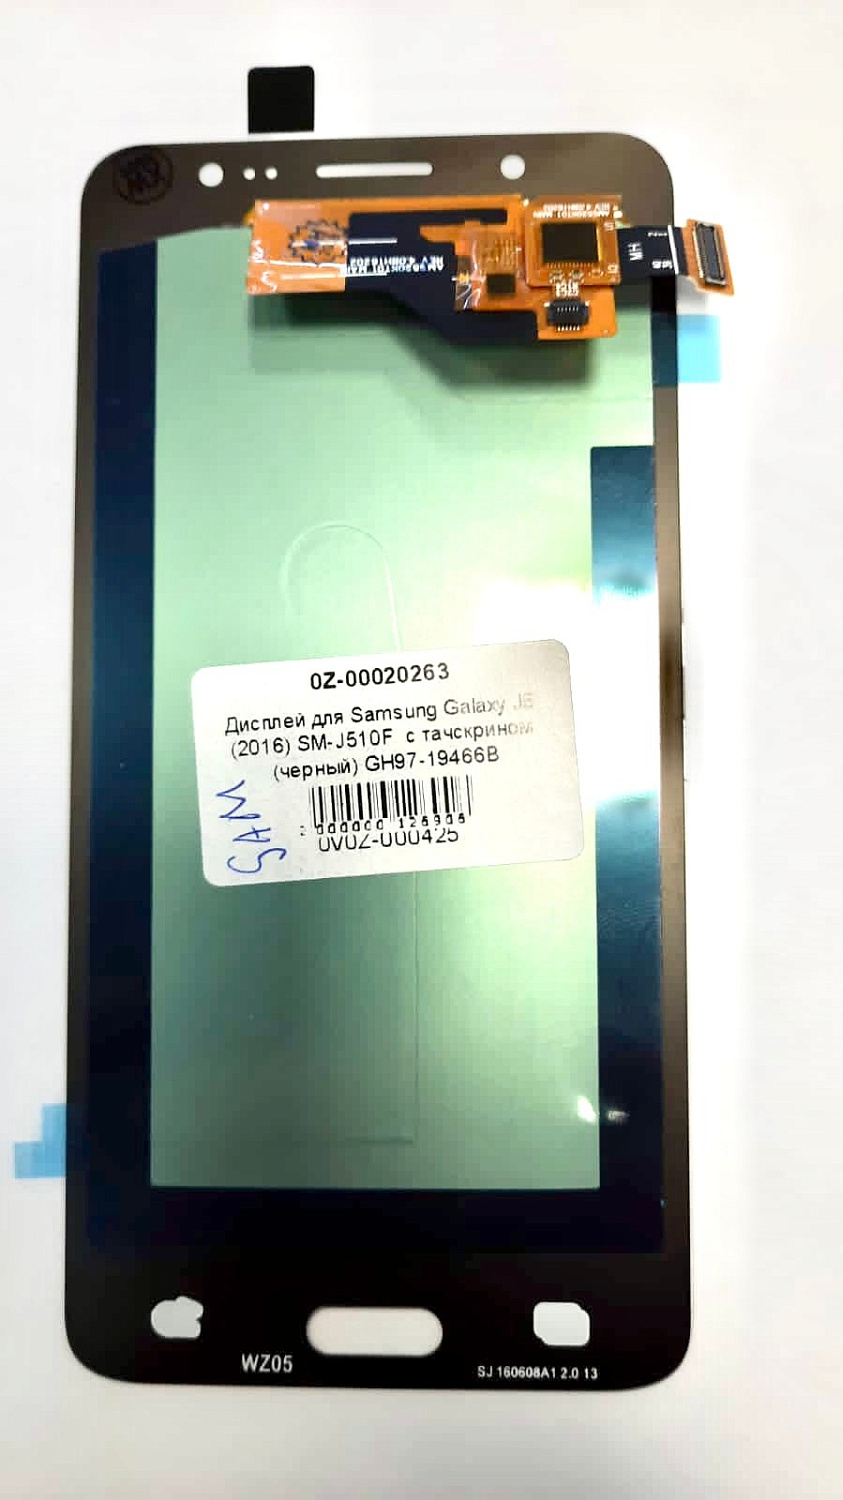 0Z-00020263
Дисплей для Samsung Galaxy J5
(2016) SM-J510F с тачскрином
(черный) GH97-19466B
0V0Z-000425
SAM
MH
WZ05
SJ 160608A1 2.0 13